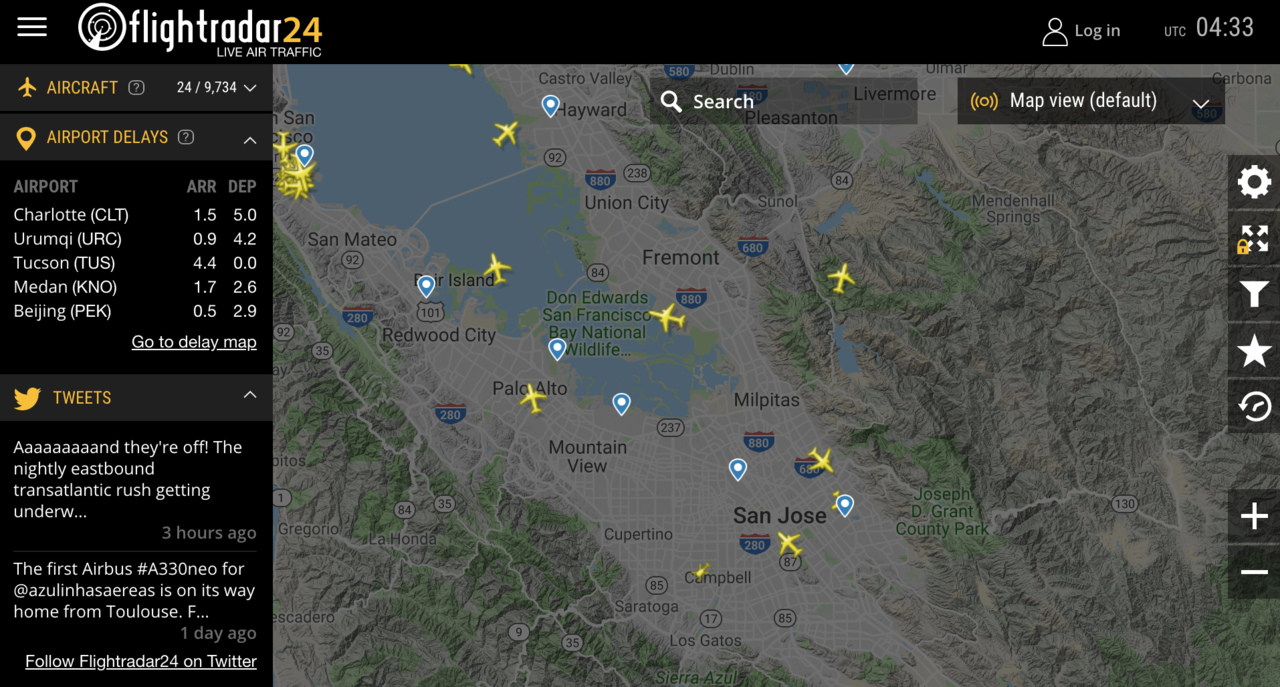 flightradar24
LIVE AIR TRAFFIC
Log in
UTC 04:33
AIRCRAFT ? 24 / 9,734
AIRPORT DELAYS ?
AIRPORT ARR DEP
Charlotte (CLT) 1.5 5.0
Urumqi (URC) 0.9 4.2
Tucson (TUS) 4.4 0.0
Medan (KNO) 1.7 2.6
Beijing (PEK) 0.5 2.9
Go to delay map
TWEETS
Aaaaaaaaand they're off! The
nightly eastbound
transatlantic rush getting
underw...
3 hours ago
The first Airbus #A330neo for
@azulinhasaereas is on its way
home from Toulouse. F...
1 day ago
Follow Flightradar24 on Twitter
Search
Map view (default)
Castro Valley
580
Dublin
Ulmar
Carbona
Hayward
580
Livermore
Pleasanton
580
n San
cisco
92
880
238
84
Union City
Sunol
Mendenhall
Springs
San Mateo
92
680
Fremont
84
Bair Island
101
280
Don Edwards
San Francisco
Bay National
Wildlife...
880
92
35
Redwood City
Palo Alto
Milpitas
280
237
880
Mountain
View
680
1
84
35
San Jose
Joseph
D. Grant
County Park
130
Gregorio
La Honda
Cupertino
280
87
Campbell
85
Saratoga
17
85
escadero
9
35
Los Gatos
Sierra Azul